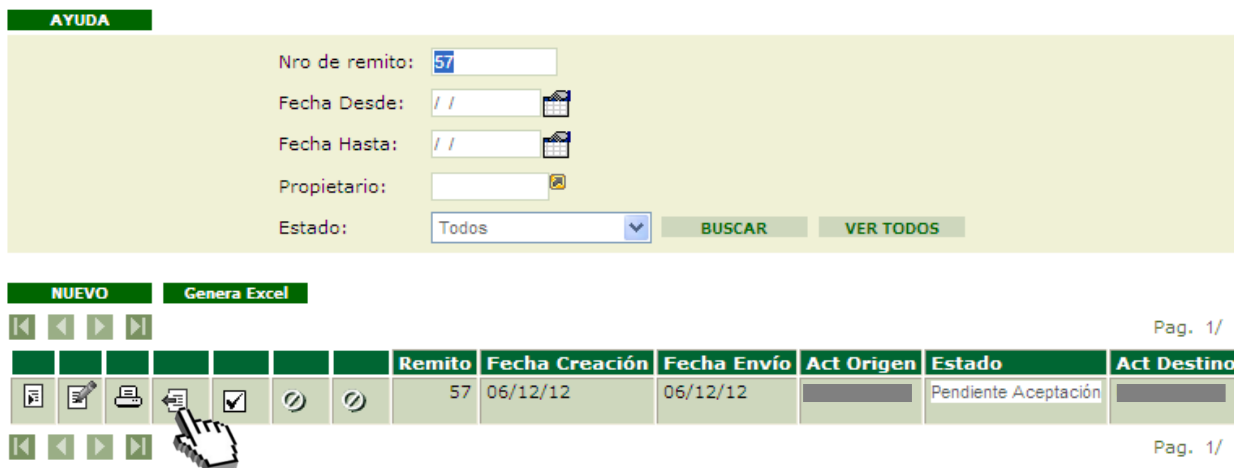 AYUDA
Nro de remito: 57
Fecha Desde: / /
Fecha Hasta: / /
Propietario:
Estado: Todos BUSCAR VER TODOS
NUEVO Genera Excel
Pag. 1/
Remito Fecha Creación Fecha Envío Act Origen Estado Act Destino
57 06/12/12 06/12/12 Pendiente Aceptación
Pag. 1/